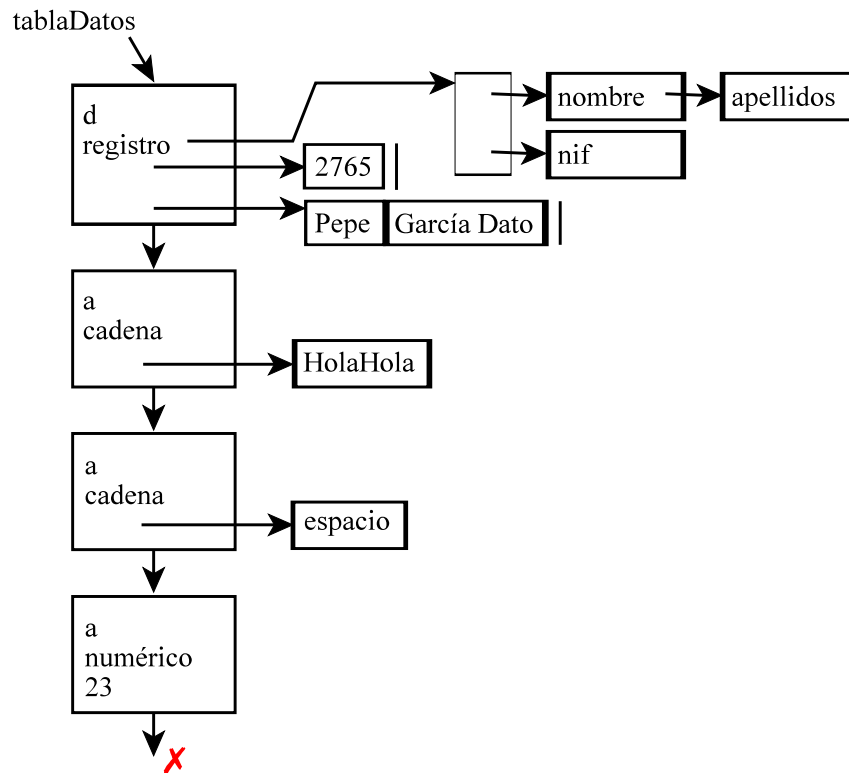 tablaDatos
d
registro
nombre
apellidos
nif
2765
Pepe
García Dato
a
cadena
HolaHola
a
cadena
espacio
a
numérico
23
✗